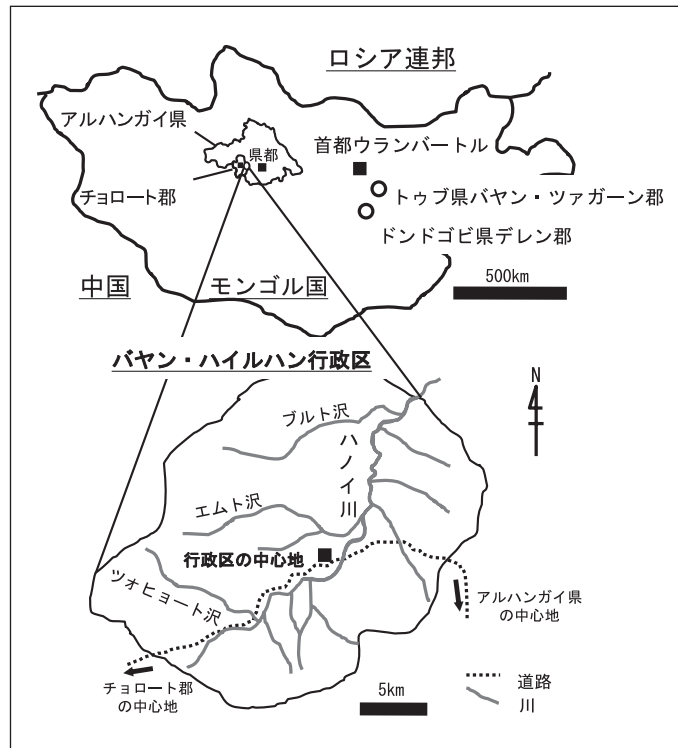 ロシア連邦
アルハンガイ県
県都
首都ウランバートル
チョロート郡
トゥブ県バヤン・ツァガーン郡
ドンドゴビ県デレン郡
中国
モンゴル国
500km
バヤン・ハイルハン行政区
N
ブルト沢
ハノイ川
エムト沢
行政区の中心地
ツォヒョート沢
アルハンガイ県
の中心地
チョロート郡
の中心地
5km
道路
川